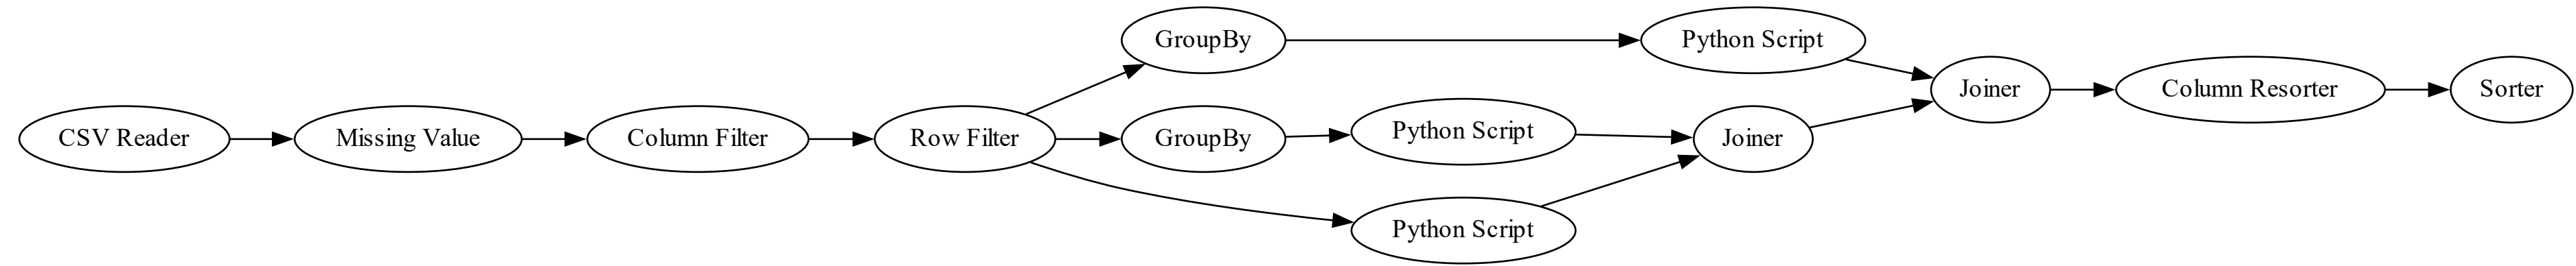 CSV Reader
Missing Value
Column Filter
Row Filter
GroupBy
Python Script
GroupBy
Python Script
Python Script
Joiner
Joiner
Column Resorter
Sorter